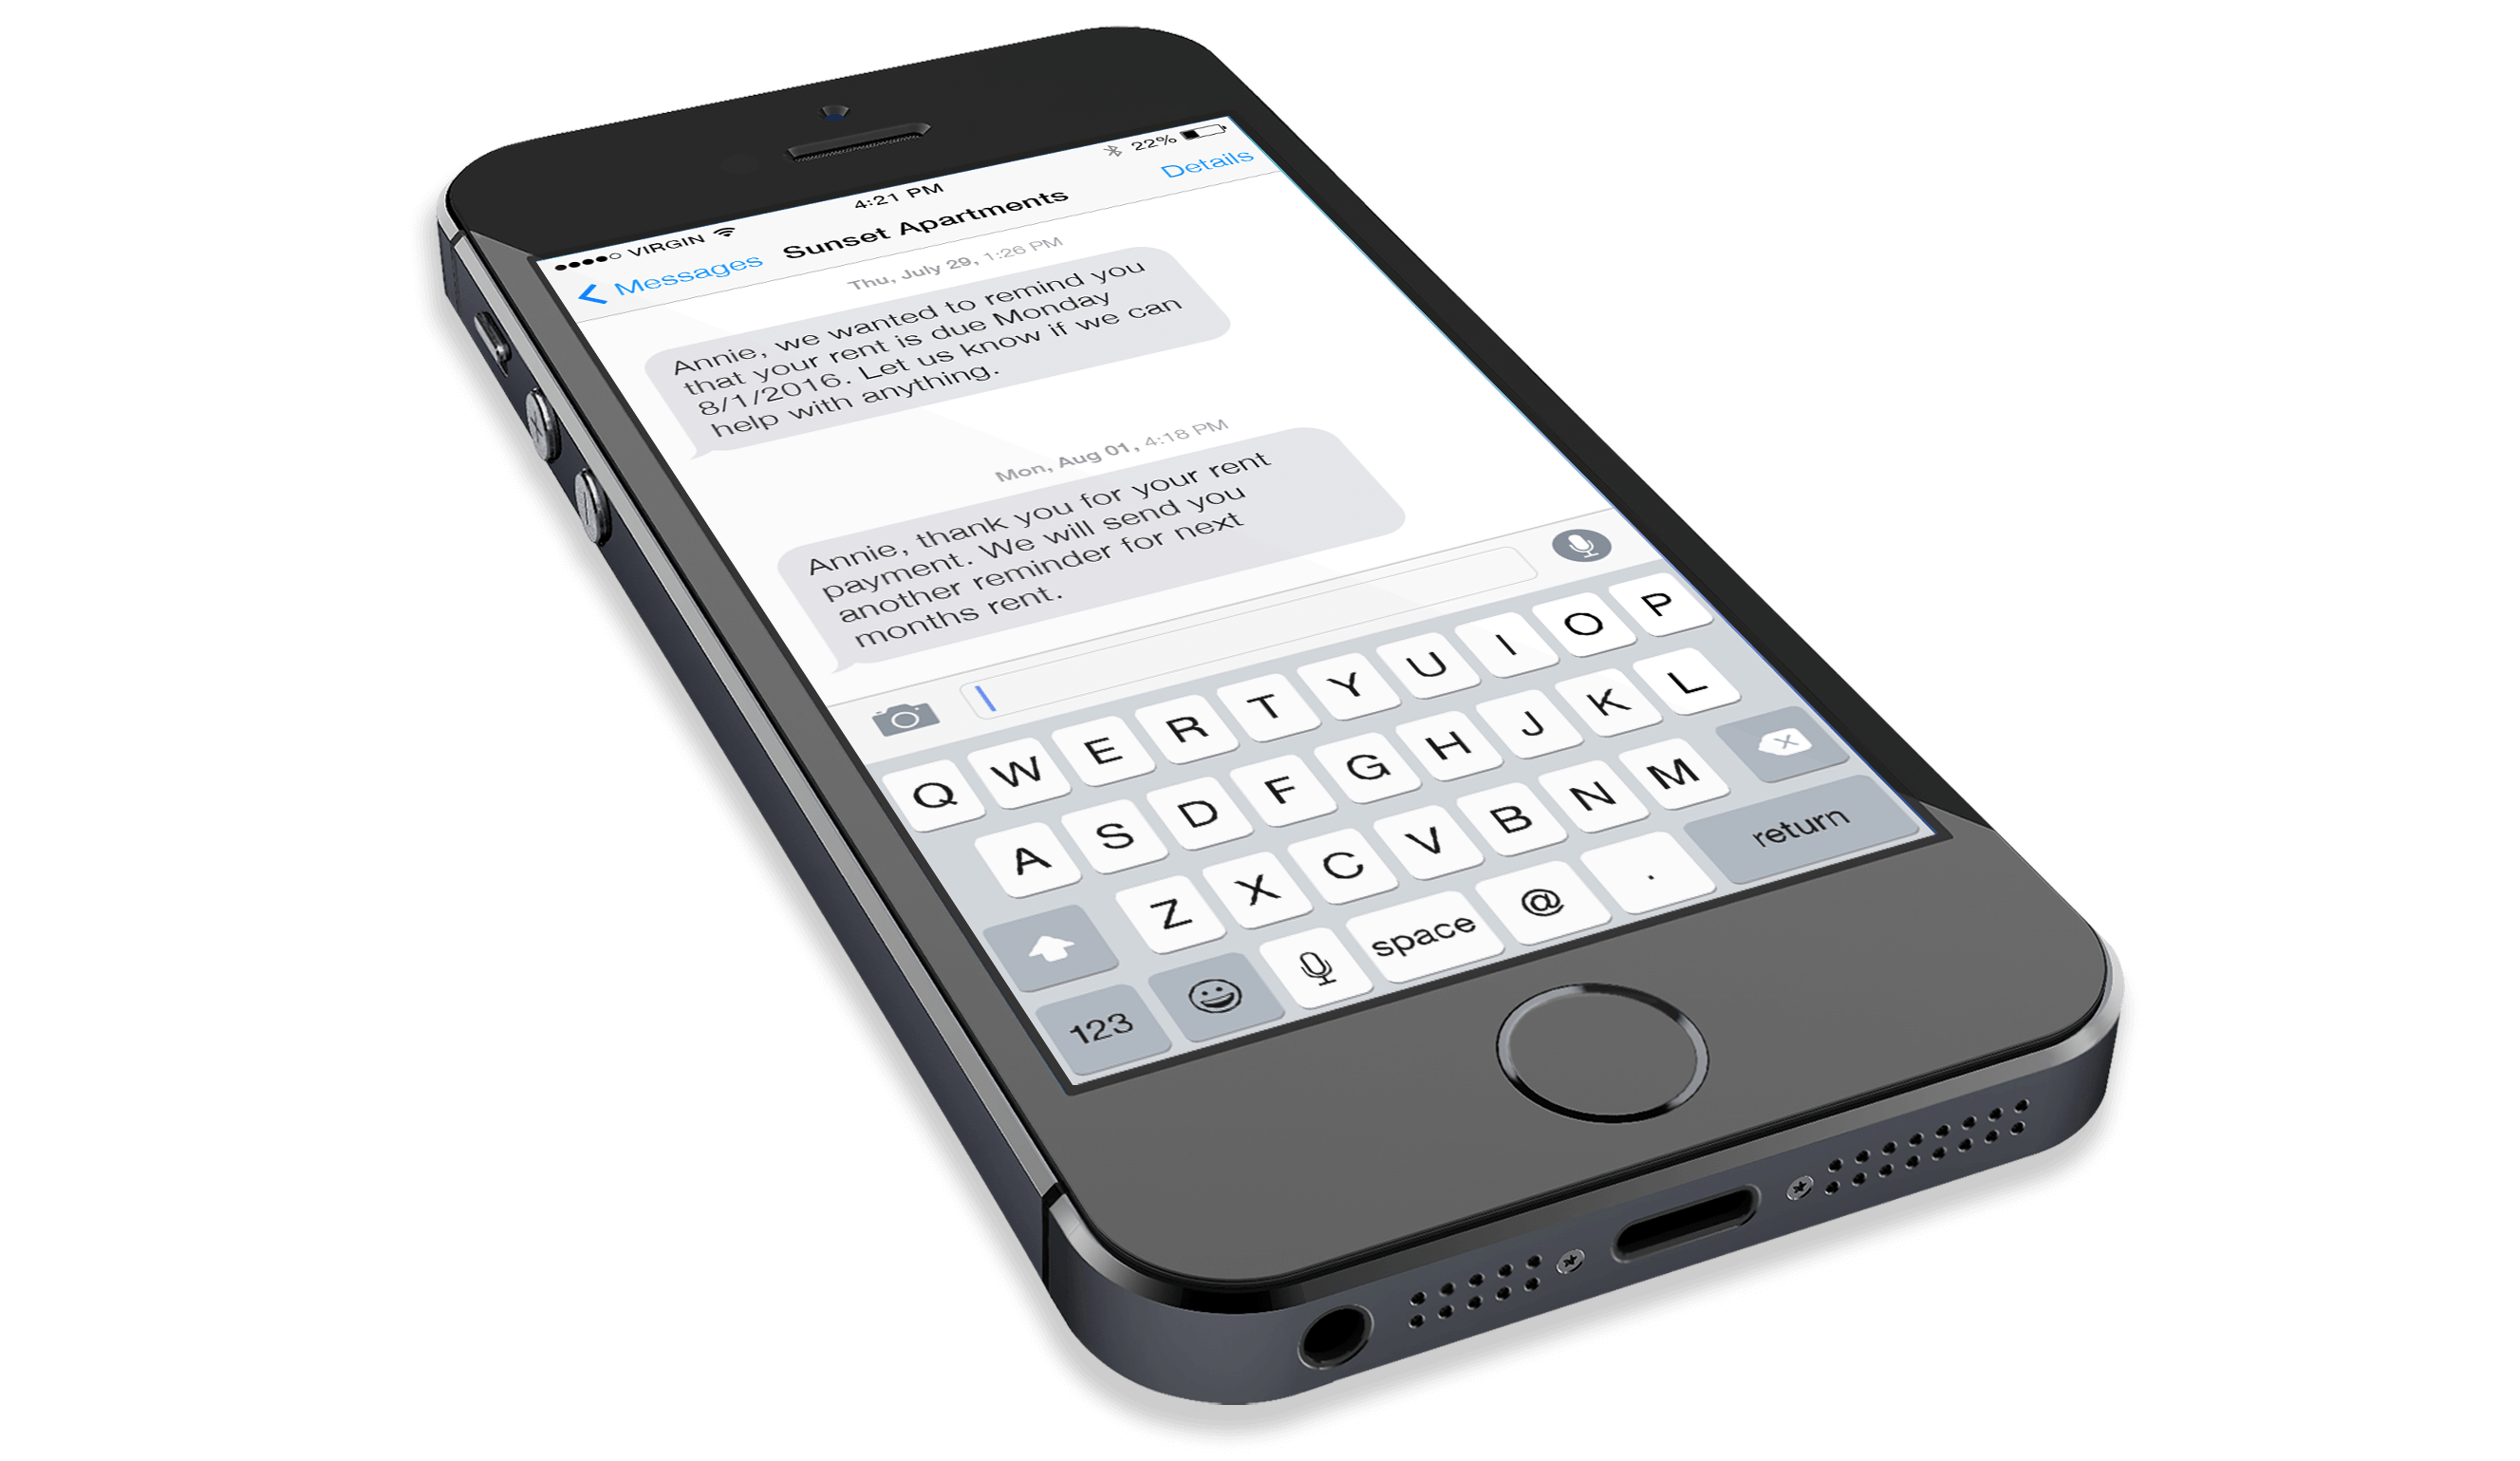 VIRGIN 4:21 PM 22%
Messages Sunset Apartments Details
Thu, July 29, 1:26 PM
Annie, we wanted to remind you
that your rent is due Monday
8/1/2016. Let us know if we can
help with anything.
Mon, Aug 01, 4:18 PM
Annie, thank you for your rent
payment. We will send you
another reminder for next
months rent.
Q W E R T Y U I O P
A S D F G H J K L
Z X C V B N M
123 space @ . return